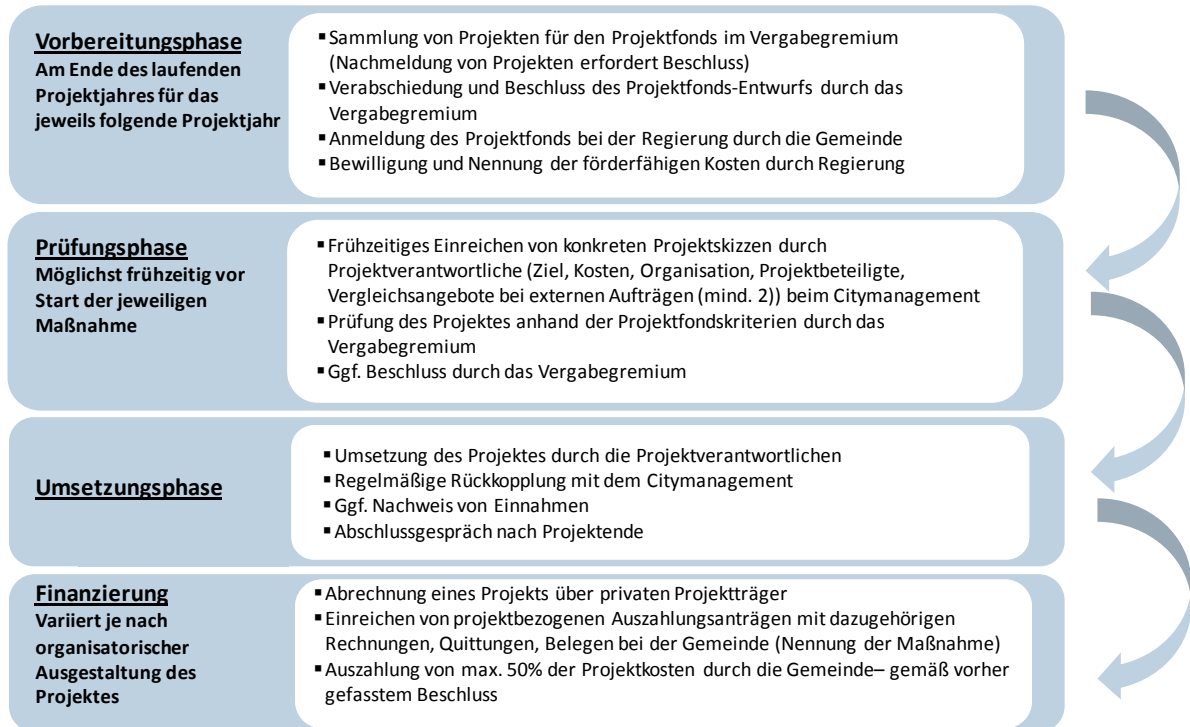 Vorbereitungsphase
Am Ende des laufenden
Projektjahres für das
jeweils folgende Projektjahr
▪ Sammlung von Projekten für den Projektfonds im Vergabegremium
(Nachmeldung von Projekten erfordert Beschluss)
▪ Verabschiedung und Beschluss des Projektfonds-Entwurfs durch das
Vergabegremium
▪ Anmeldung des Projektfonds bei der Regierung durch die Gemeinde
▪ Bewilligung und Nennung der förderfähigen Kosten durch Regierung
Prüfungsphase
Möglichst frühzeitig vor
Start der jeweiligen
Maßnahme
▪ Frühzeitiges Einreichen von konkreten Projektskizzen durch
Projektverantwortliche (Ziel, Kosten, Organisation, Projektbeteiligte,
Vergleichsangebote bei externen Aufträgen (mind. 2)) beim Citymanagement
▪ Prüfung des Projektes anhand der Projektfondskriterien durch das
Vergabegremium
▪ Ggf. Beschluss durch das Vergabegremium
Umsetzungsphase
▪ Umsetzung des Projektes durch die Projektverantwortlichen
▪ Regelmäßige Rückkopplung mit dem Citymanagement
▪ Ggf. Nachweis von Einnahmen
▪ Abschlussgespräch nach Projektende
Finanzierung
Variiert je nach
organisatorischer
Ausgestaltung des
Projektes
▪ Abrechnung eines Projekts über privaten Projektträger
▪ Einreichen von projektbezogenen Auszahlungsanträgen mit dazugehörigen
Rechnungen, Quittungen, Belegen bei der Gemeinde (Nennung der Maßnahme)
▪ Auszahlung von max. 50% der Projektkosten durch die Gemeinde– gemäß vorher
gefasstem Beschluss